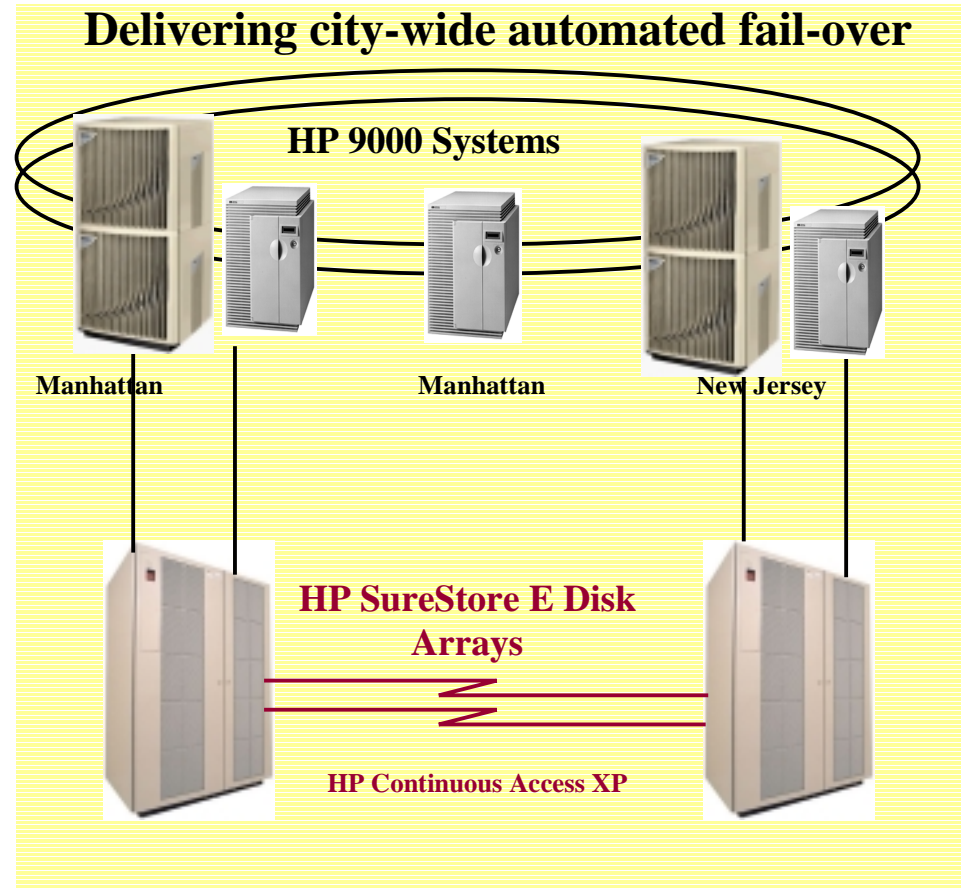 Delivering city-wide automated fail-over
HP 9000 Systems
Manhattan
Manhattan
New Jersey
HP SureStore E Disk
Arrays
HP Continuous Access XP